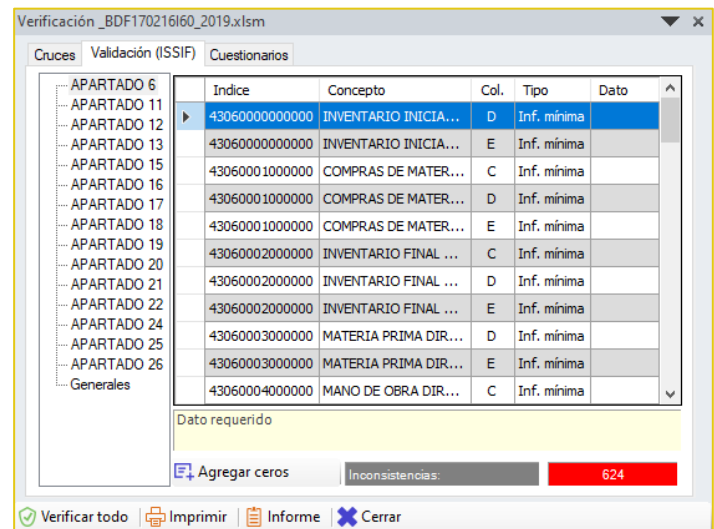 Verificación _BDF170216I60_2019.xlsm
Cruces Validación (ISSIF) Cuestionarios
APARTADO 6
APARTADO 11
APARTADO 12
APARTADO 13
APARTADO 15
APARTADO 16
APARTADO 17
APARTADO 18
APARTADO 19
APARTADO 20
APARTADO 21
APARTADO 22
APARTADO 24
APARTADO 25
APARTADO 26
Generales
Indice Concepto Col. Tipo Dato
43060000000000 INVENTARIO INICIA... D Inf. mínima
43060000000000 INVENTARIO INICIA... E Inf. mínima
43060001000000 COMPRAS DE MATER... C Inf. mínima
43060001000000 COMPRAS DE MATER... D Inf. mínima
43060001000000 COMPRAS DE MATER... E Inf. mínima
43060002000000 INVENTARIO FINAL ... C Inf. mínima
43060002000000 INVENTARIO FINAL ... D Inf. mínima
43060002000000 INVENTARIO FINAL ... E Inf. mínima
43060003000000 MATERIA PRIMA DIR... D Inf. mínima
43060003000000 MATERIA PRIMA DIR... E Inf. mínima
43060004000000 MANO DE OBRA DIR... C Inf. mínima
Dato requerido
Agregar ceros Inconsistencias: 624
Verificar todo Imprimir Informe Cerrar